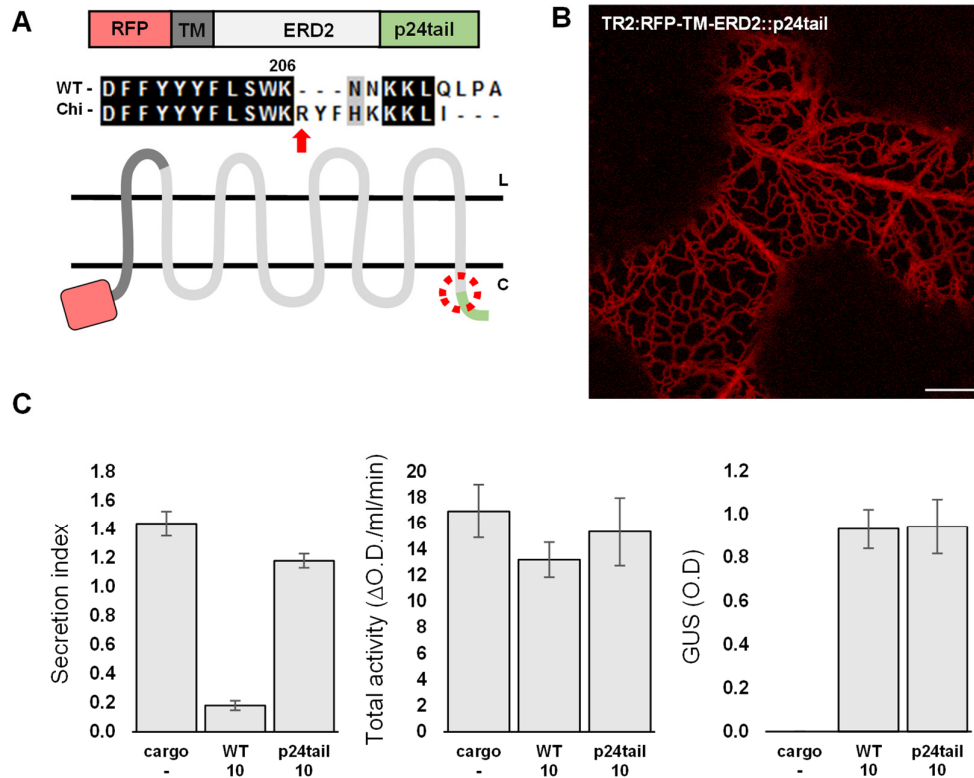 A
RFP TM ERD2 p24tail
206
WT - D F F Y Y Y F L S W K - - - N N K K L Q L P A
Chi - D F F Y Y Y F L S W K R Y F H K K K L I - - -
L
C
B
TR2:RFP-TM-ERD2::p24tail
C
Secretion index
1.8
1.6
1.4
1.2
1.0
0.8
0.6
0.4
0.2
0.0
cargo WT p24tail
- 10 10
Total activity (ΔO.D./ml/min)
20
18
16
14
12
10
8
6
4
2
0
cargo WT p24tail
- 10 10
GUS (O.D)
1.2
1.0
0.8
0.6
0.4
0.2
0.0
cargo WT p24tail
- 10 10